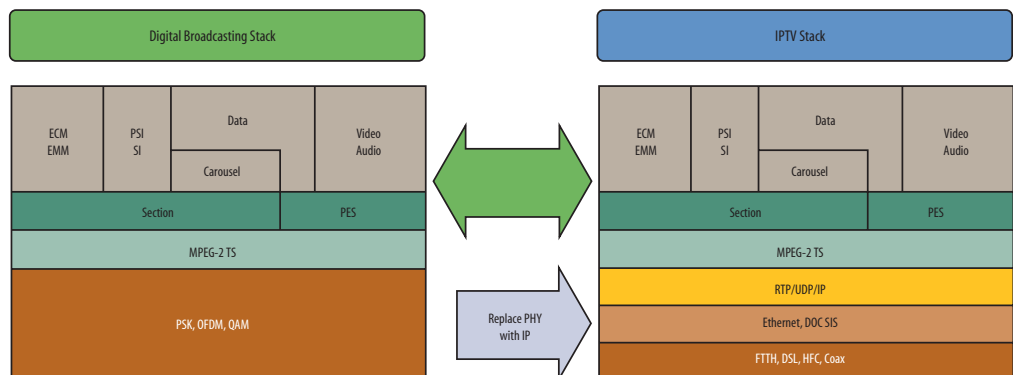 Digital Broadcasting Stack
IPTV Stack
ECM
EMM
PSI
SI
Data
Carousel
Video
Audio
Section
PES
MPEG-2 TS
PSK, OFDM, QAM
Replace PHY
with IP
ECM
EMM
PSI
SI
Data
Carousel
Video
Audio
Section
PES
MPEG-2 TS
RTP/UDP/IP
Ethernet, DOC SIS
FTTH, DSL, HFC, Coax